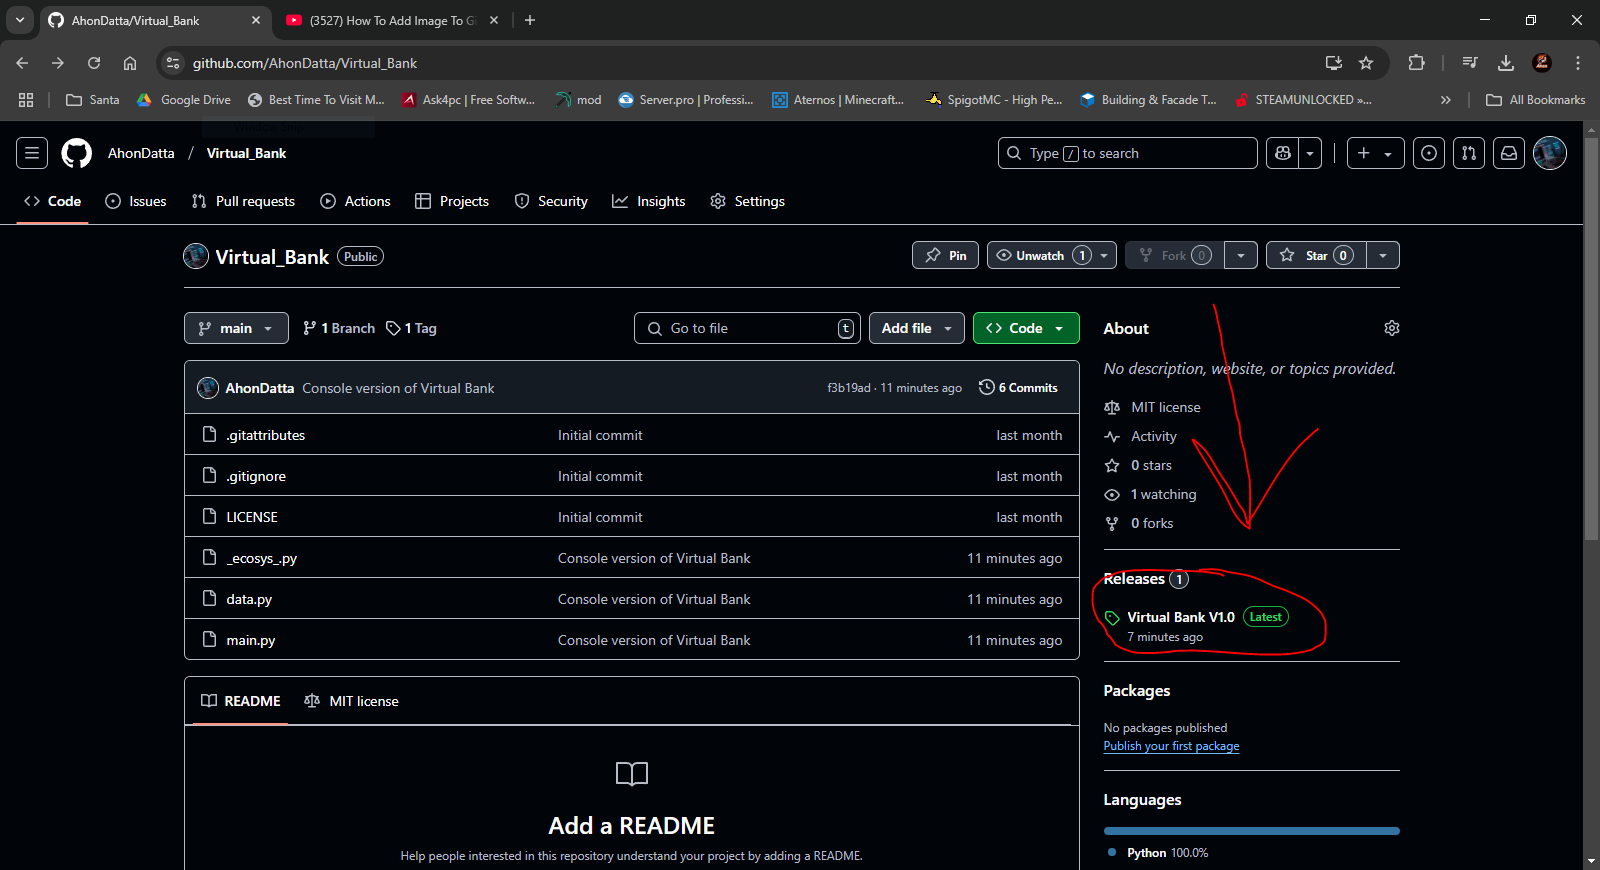 AhonDatta/Virtual_Bank
(3527) How To Add Image To G
github.com/AhonDatta/Virtual_Bank
Santa
Google Drive
Best Time To Visit M...
Ask4pc | Free Softw...
mod
Server.pro | Professi...
Aternos | Minecraft...
SpigotMC - High Pe...
Building & Facade T...
STEAMUNLOCKED »...
All Bookmarks
AhonDatta / Virtual_Bank
Type / to search
Code
Issues
Pull requests
Actions
Projects
Security
Insights
Settings
Virtual_Bank Public
Pin
Unwatch 1
Fork 0
Star 0
main
1 Branch
1 Tag
Go to file t
Add file
Code
AhonDatta Console version of Virtual Bank f3b19ad · 11 minutes ago 6 Commits
.gitattributes Initial commit last month
.gitignore Initial commit last month
LICENSE Initial commit last month
_ecosys_.py Console version of Virtual Bank 11 minutes ago
data.py Console version of Virtual Bank 11 minutes ago
main.py Console version of Virtual Bank 11 minutes ago
README
MIT license
Add a README
Help people interested in this repository understand your project by adding a README.
About
No description, website, or topics provided.
MIT license
Activity
0 stars
1 watching
0 forks
Releases 1
Virtual Bank V1.0 Latest
7 minutes ago
Packages
No packages published
Publish your first package
Languages
Python 100.0%